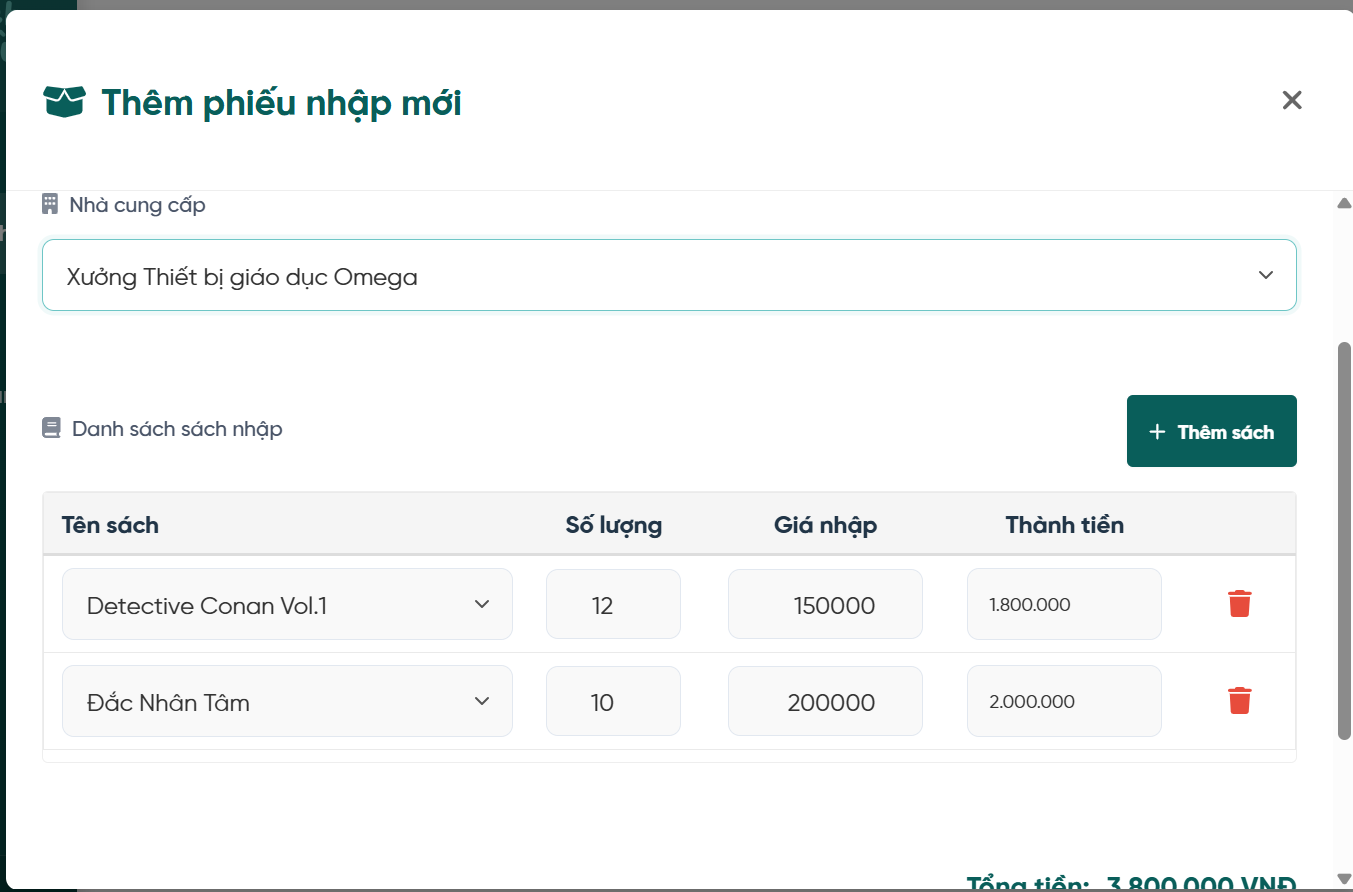 Thêm phiếu nhập mới
Nhà cung cấp
Xưởng Thiết bị giáo dục Omega
Danh sách sách nhập
+ Thêm sách
Tên sách Số lượng Giá nhập Thành tiền
Detective Conan Vol.1 12 150000 1.800.000
Đắc Nhân Tâm 10 200000 2.000.000
Tổng tiền: 3.800.000 VNĐ